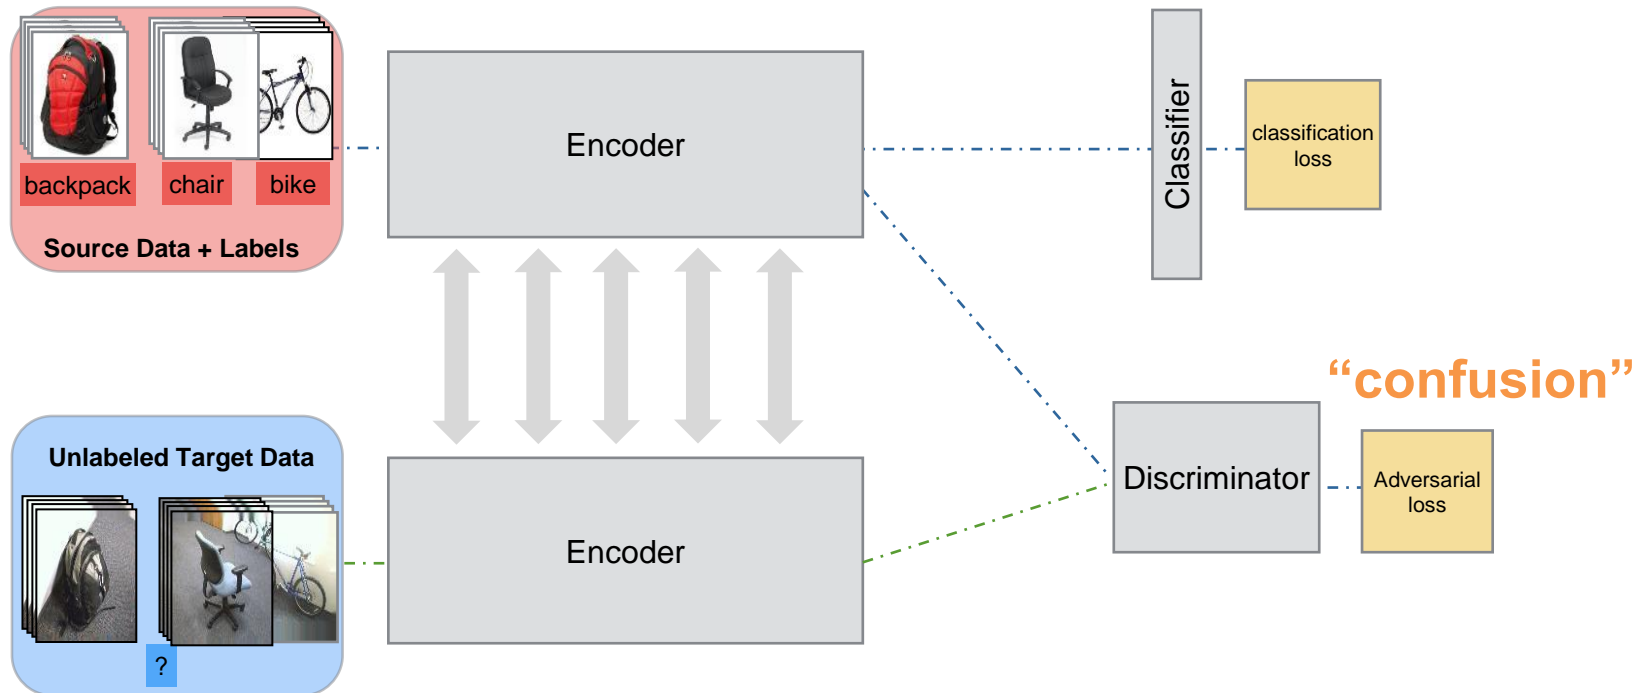 backpack
chair
bike
Source Data + Labels
Encoder
Classifier
classification
loss
Unlabeled Target Data
?
Encoder
Discriminator
“confusion”
Adversarial
loss